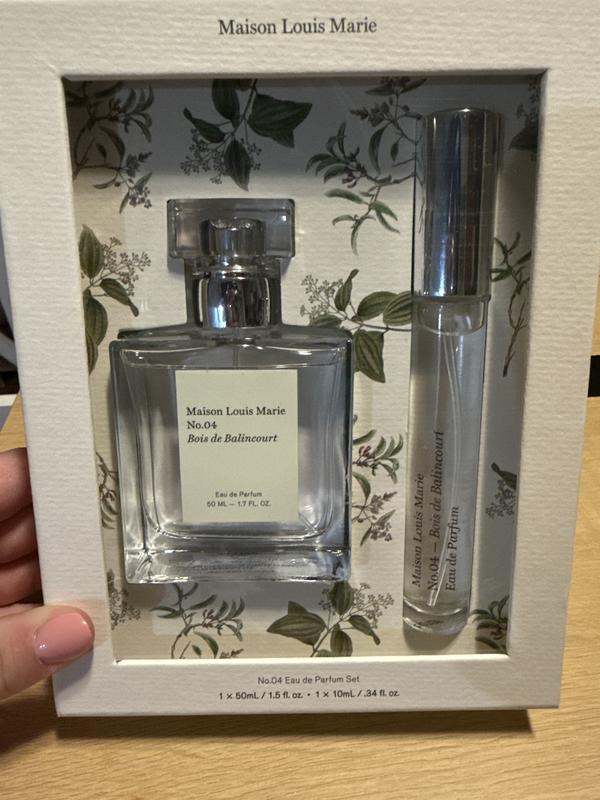 Maison Louis Marie
Maison Louis Marie
No.04
Bois de Balincourt
Eau de Parfum
50 ML — 1.7 FL. OZ.
Maison Louis Marie
No.04 — Bois de Balincourt
Eau de Parfum
No.04 Eau de Parfum Set
1 x 50mL / 1.5 fl. oz. • 1 x 10mL / .34 fl. oz.